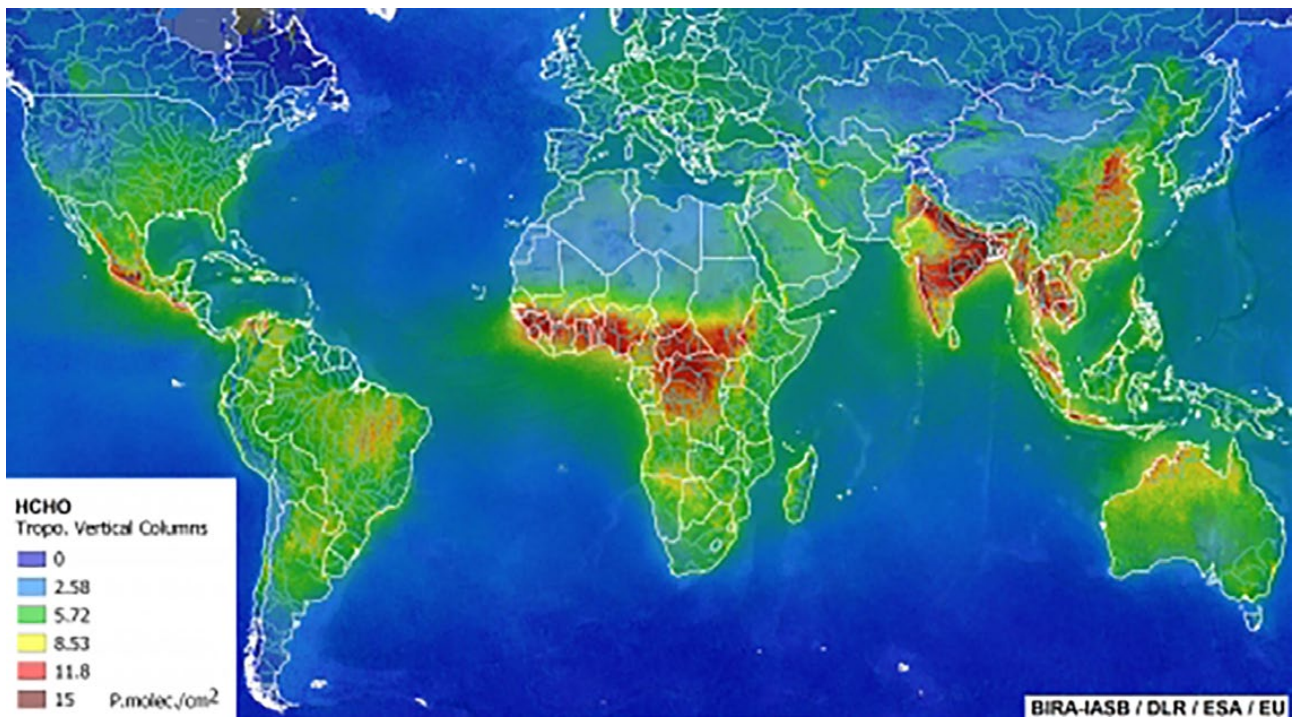 HCHO
Tropo. Vertical Columns
0
2.58
5.72
8.53
11.8
15 P.molec./cm²
BIRA-IASB / DLR / ESA / EU